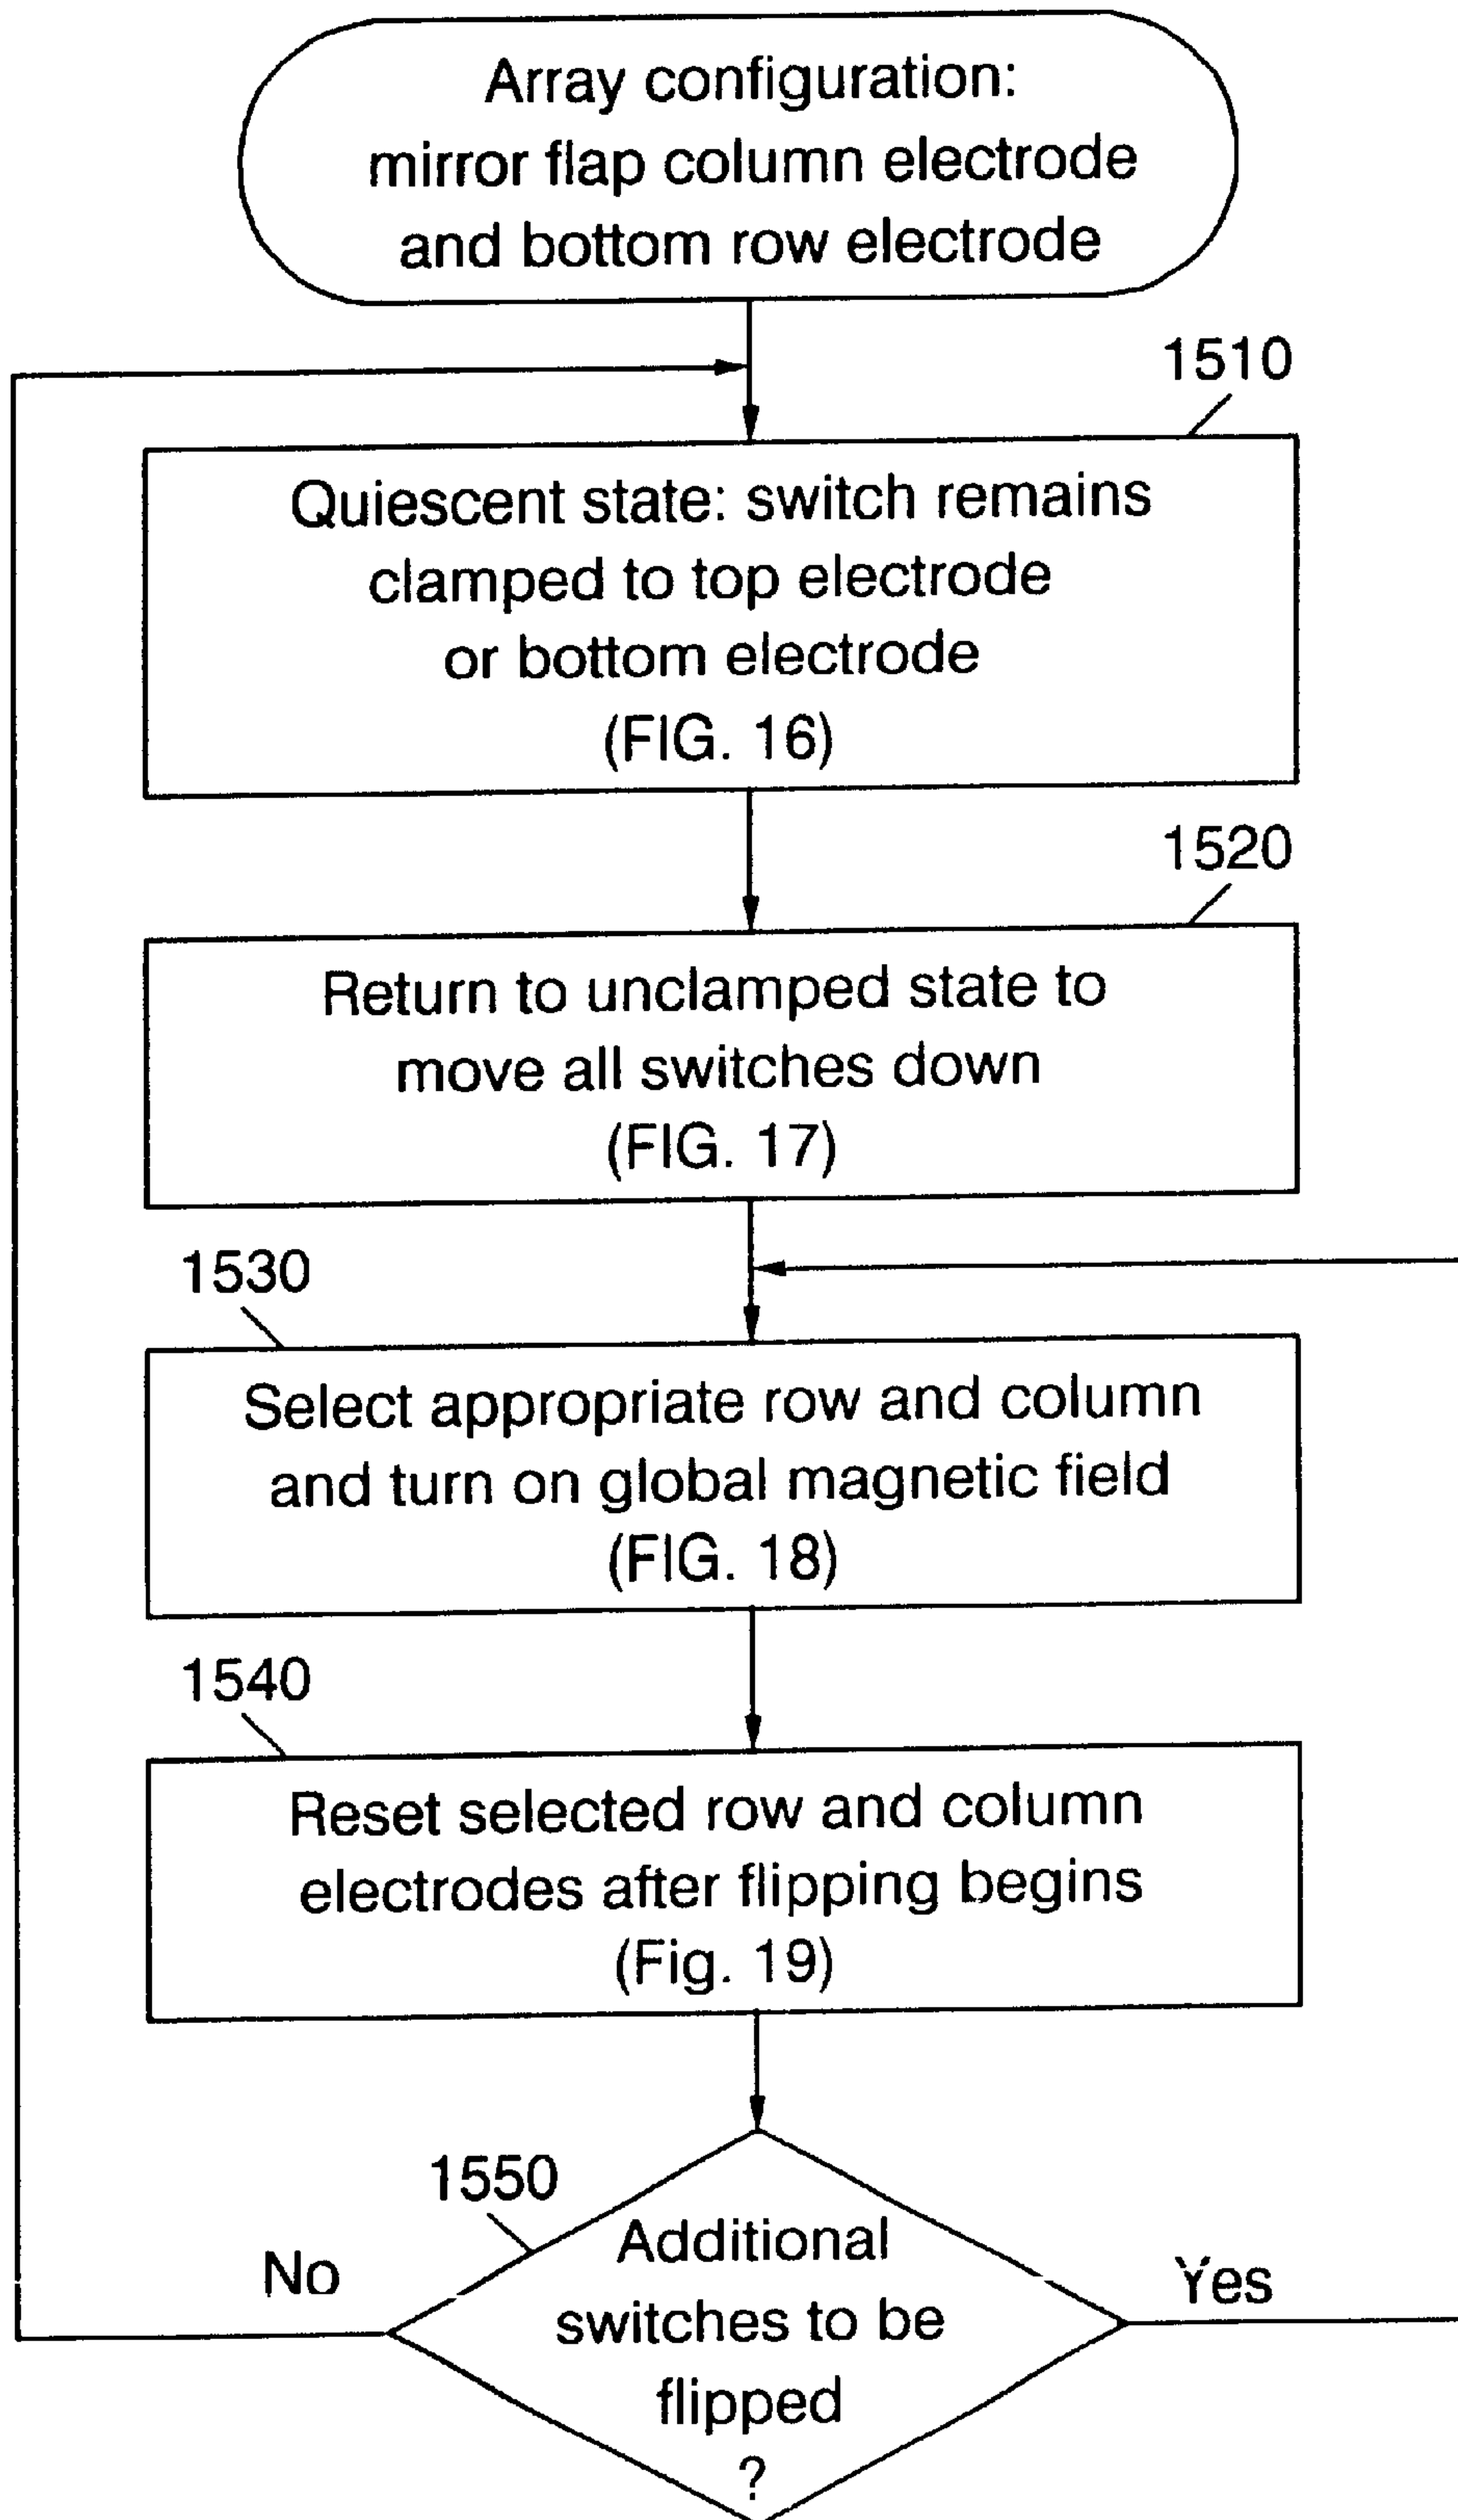 Array configuration:
mirror flap column electrode
and bottom row electrode
1510
Quiescent state: switch remains
clamped to top electrode
or bottom electrode
(FIG. 16)
1520
Return to unclamped state to
move all switches down
(FIG. 17)
1530
Select appropriate row and column
and turn on global magnetic field
(FIG. 18)
1540
Reset selected row and column
electrodes after flipping begins
(Fig. 19)
1550
Additional
switches to be
flipped
?
No
Yes